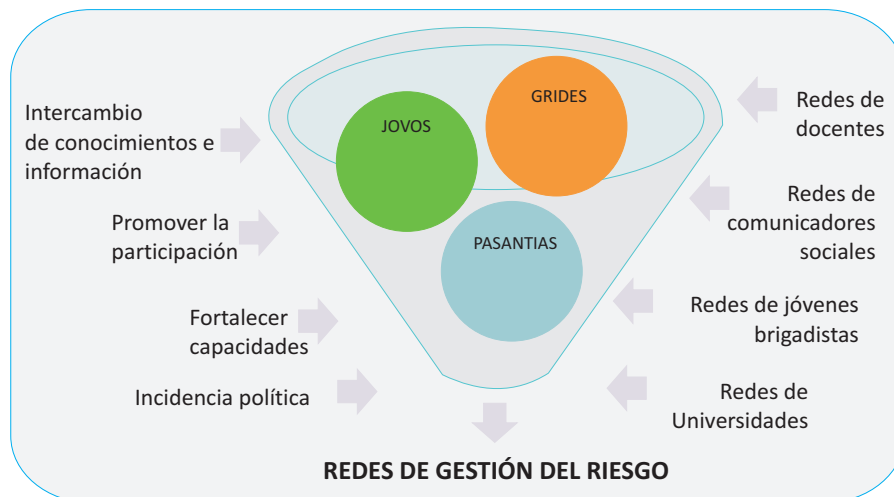 Intercambio
de conocimientos e
información
Promover la
participación
Fortalecer
capacidades
Incidencia política
JOVOS
GRIDES
PASANTIAS
Redes de
docentes
Redes de
comunicadores
sociales
Redes de jóvenes
brigadistas
Redes de
Universidades
REDES DE GESTIÓN DEL RIESGO